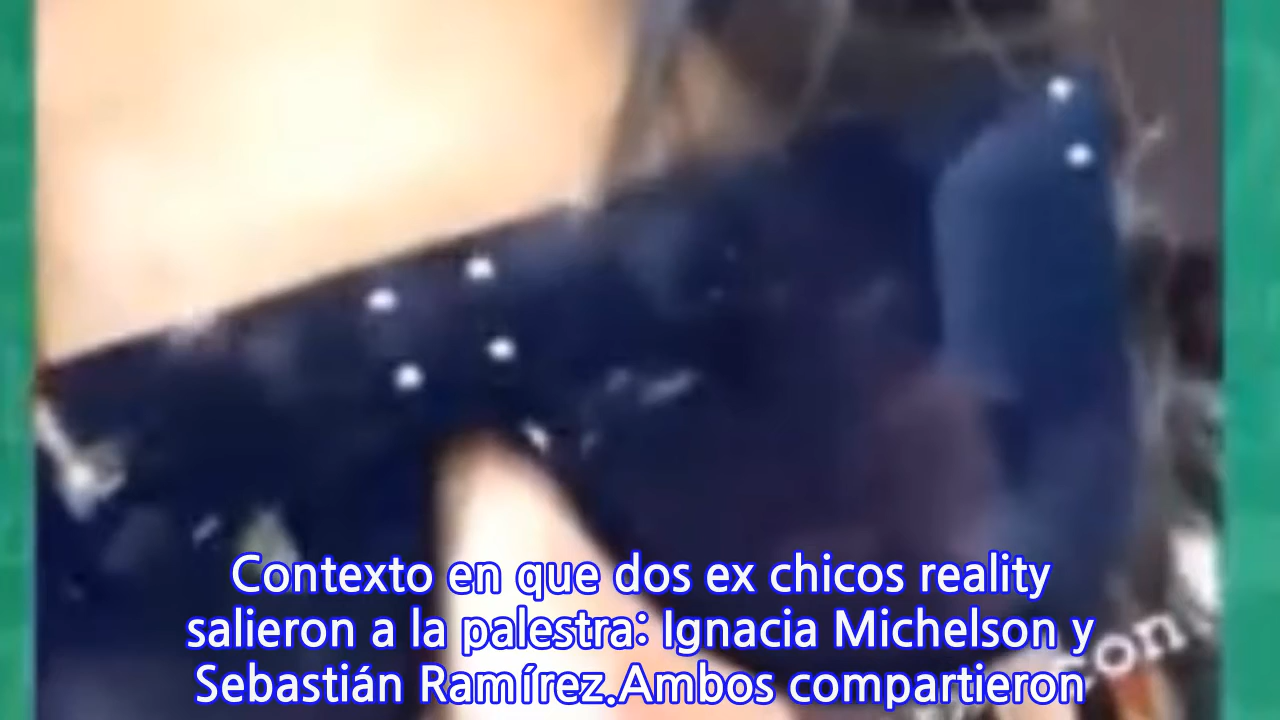 Contexto en que dos ex chicos reality
salieron a la palestra: Ignacia Michelson y
Sebastián Ramírez.Ambos compartieron